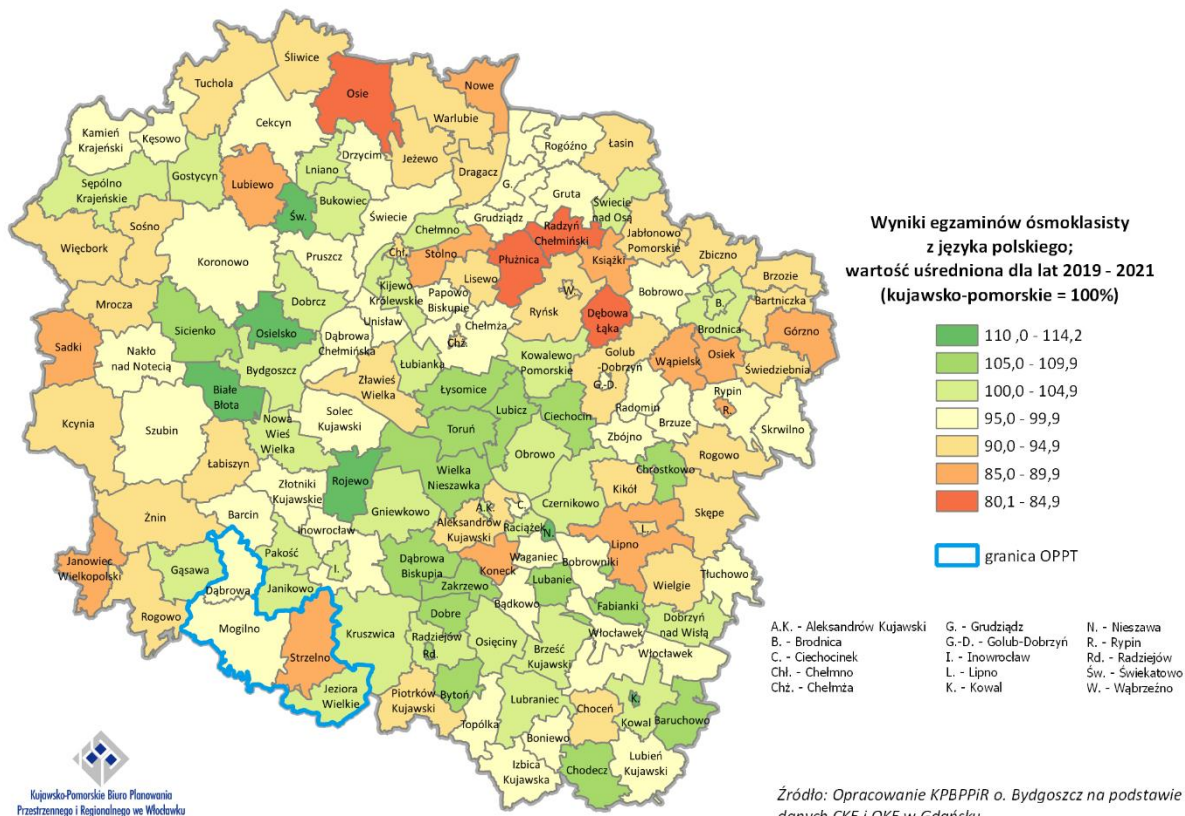 Śliwice
Tuchola
Osie
Nowe
Cekcyn
Warlubie
Kamień
Krajeński
Kęsowo
Drzycim
Jeżewo
Rogóźno
Łasin
Gostycyn
Lubiewo
Lniano
Dragacz
G.
Gruta
Sępólno
Krajeńskie
Bukowiec
Św.
Świecie
Grudziądz
Świecie
nad Osą
Sośno
Więcbork
Chełmno
Radzyń
Chełmiński
Jabłonowo
Pomorskie
Koronowo
Pruszcz
Chł.
Stolno
Płużnica
Książki
Zbiczno
Lisewo
Brzozie
Mrocza
Dobrcz
Kijewo
Królewskie
Papowo
Biskupie
W.
Ryńsk
Bobrowo
B.
Bartniczka
Sicienko
Osielsko
Unisław
Chełmża
Dębowa
Łąka
Brodnica
Górzno
Sadki
Nakło
nad Notecią
Dąbrowa
Chełmińska
Chż.
Bydgoszcz
Łubianka
Kowalewo
Pomorskie
Golub
-Dobrzyń
Wąpielsk
Osiek
Świedziebnia
Białe
Błota
Zławieś
Wielka
Łysomice
G.-D.
Rypin
R.
Kcynia
Szubin
Nowa
Wieś
Wielka
Solec
Kujawski
Lubicz
Ciechocin
Radomin
Brzuze
Skrwilno
Toruń
Zbójno
Łabiszyn
Obrowo
Rogowo
Rojewo
Wielka
Nieszawka
Chrostkowo
Złotniki
Kujawskie
Kikół
Żnin
Barcin
Gniewkowo
A.K.
C.
Czernikowo
Skępe
Inowrocław
Aleksandrów
Kujawski
Raciążek
N.
L.
Lipno
Janowiec
Wielkopolski
Gąsawa
Pakość
I.
Dąbrowa
Biskupia
Koneck
Waganiec
Bobrowniki
Tłuchowo
Dąbrowa
Janikowo
Zakrzewo
Lubanie
Wielgie
Bądkowo
Fabianki
Rogowo
Mogilno
Dobre
Dobrzyń
nad Wisłą
Strzelno
Kruszwica
Radziejów
Osięciny
Włocławek
Rd.
Brześć
Kujawski
Włocławek
Jeziora
Wielkie
Piotrków
Kujawski
Bytoń
Lubraniec
Choceń
K.
Kowal
Baruchowo
Topólka
Boniewo
Izbica
Kujawska
Chodecz
Lubień
Kujawski
Wyniki egzaminów ósmoklasisty
z języka polskiego;
wartość uśredniona dla lat 2019 - 2021
(kujawsko-pomorskie = 100%)
110 ,0 - 114,2
105,0 - 109,9
100,0 - 104,9
95,0 - 99,9
90,0 - 94,9
85,0 - 89,9
80,1 - 84,9
granica OPPT
A.K. - Aleksandrów Kujawski
B. - Brodnica
C. - Ciechocinek
Chł. - Chełmno
Chż. - Chełmża
G. - Grudziądz
G.-D. - Golub-Dobrzyń
I. - Inowrocław
L. - Lipno
K. - Kowal
N. - Nieszawa
R. - Rypin
Rd. - Radziejów
Św. - Świekatowo
W. - Wąbrzeźno
Kujawsko-Pomorskie Biuro Planowania
Przestrzennego i Regionalnego we Włocławku
Źródło: Opracowanie KPBPPiR o. Bydgoszcz na podstawie
danych CKE i OKE w Gdańsku